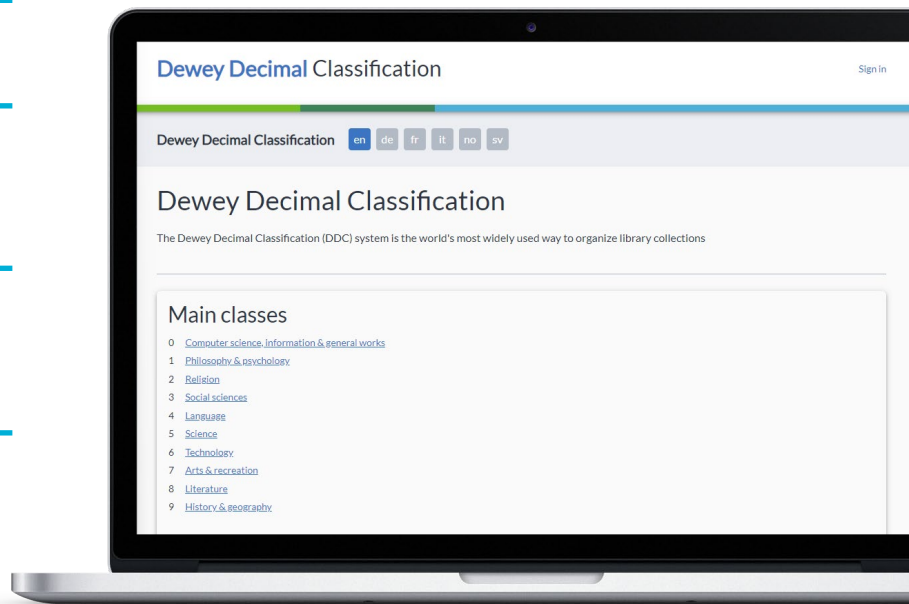 Dewey Decimal Classification
Sign in
Dewey Decimal Classification en de fr it no sv
Dewey Decimal Classification
The Dewey Decimal Classification (DDC) system is the world's most widely used way to organize library collections
Main classes
0 Computer science, information & general works
1 Philosophy & psychology
2 Religion
3 Social sciences
4 Language
5 Science
6 Technology
7 Arts & recreation
8 Literature
9 History & geography